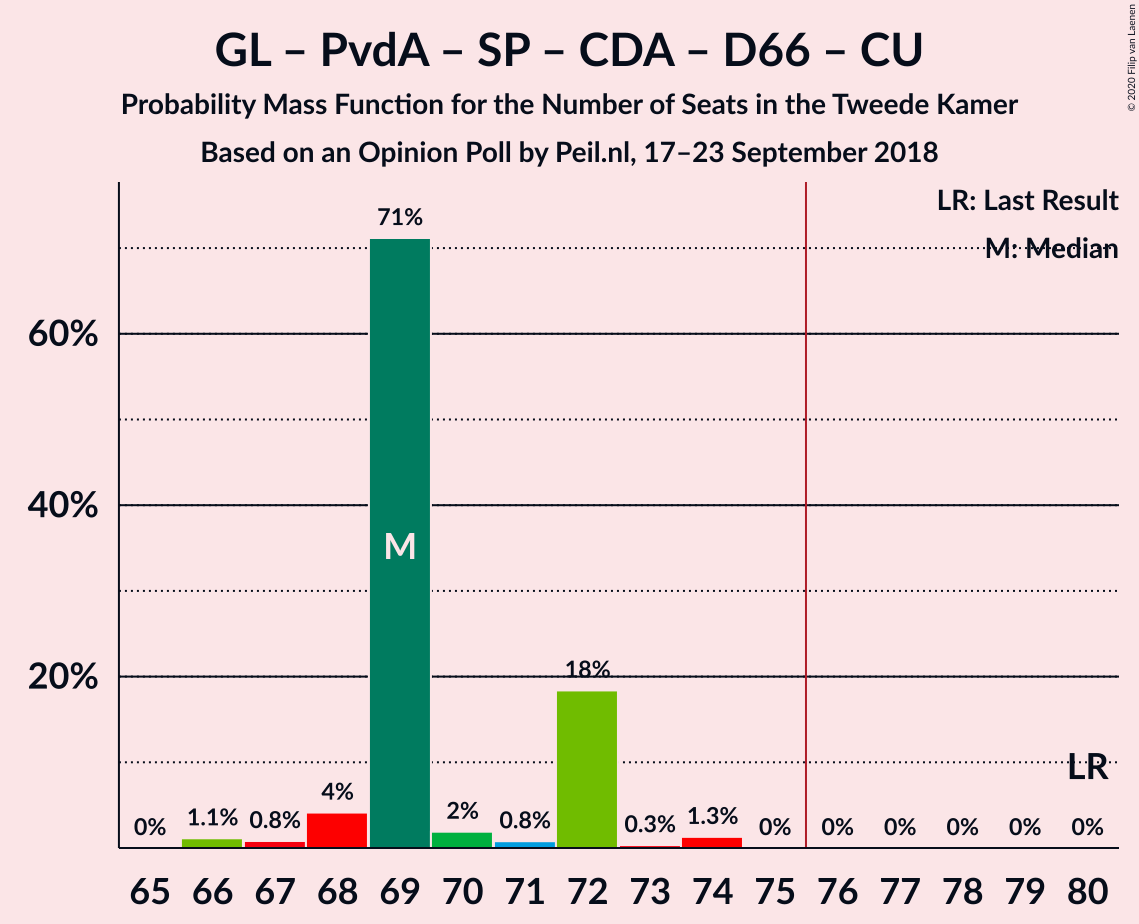 GL – PvdA – SP – CDA – D66 – CU
Probability Mass Function for the Number of Seats in the Tweede Kamer
Based on an Opinion Poll by Peil.nl, 17–23 September 2018
© 2020 Filip van Laenen
LR: Last Result
M: Median
71%
60%
40%
M
20%
18%
LR
0% 1.1% 0.8% 4% 2% 0.8% 0.3% 1.3% 0% 0% 0% 0% 0% 0%
65 66 67 68 69 70 71 72 73 74 75 76 77 78 79 80